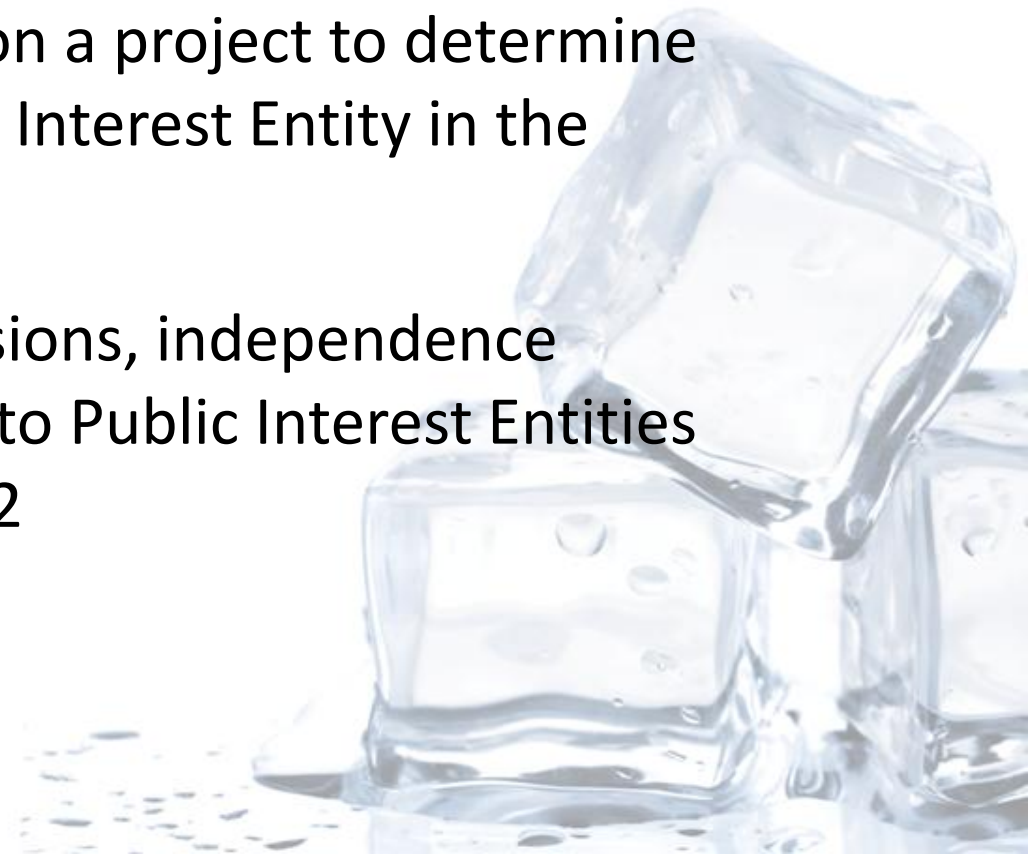 on a project to determine
Interest Entity in the
sions, independence
to Public Interest Entities
2